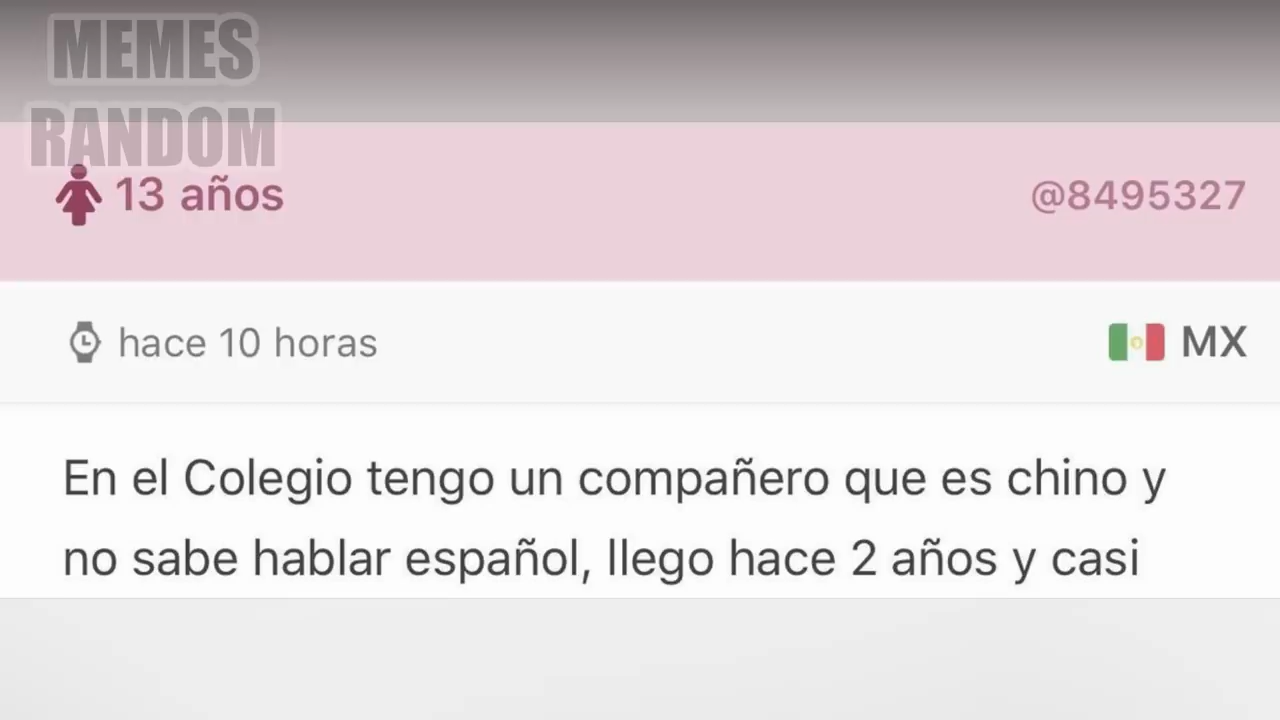 MEMES
RANDOM
13 años @8495327
hace 10 horas MX
En el Colegio tengo un compañero que es chino y
no sabe hablar español, llego hace 2 años y casi